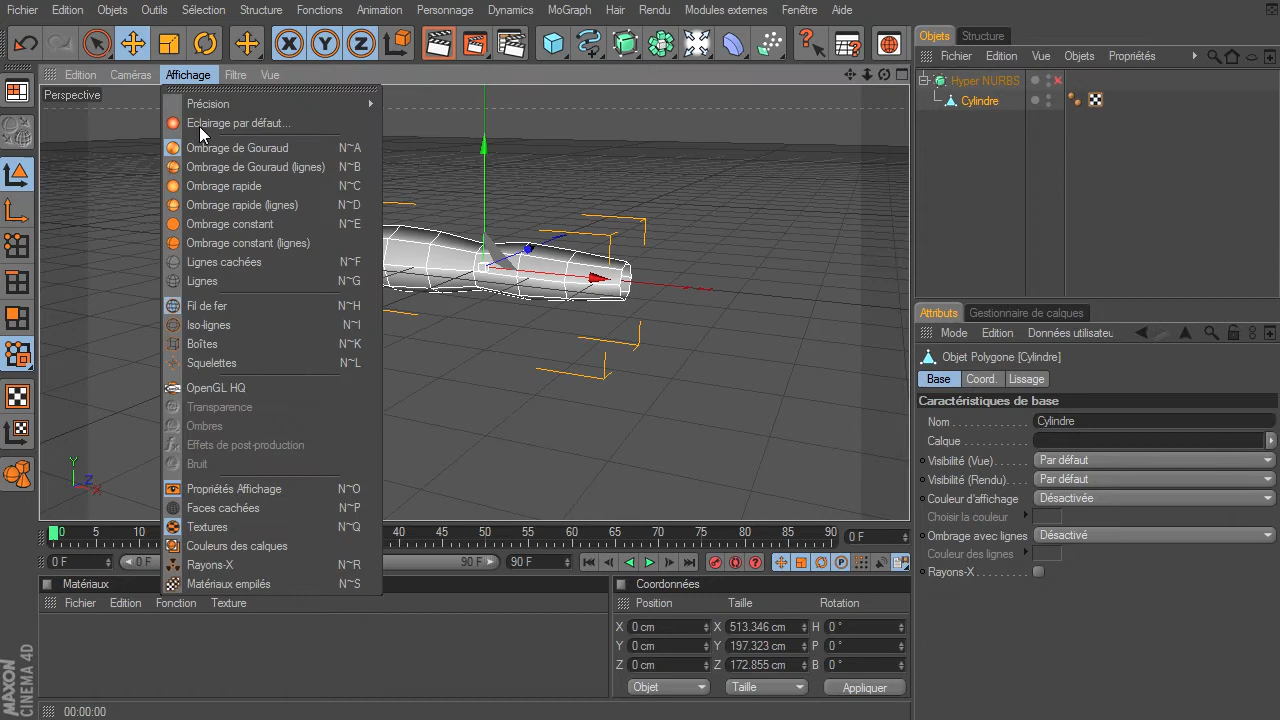 Fichier Edition Objets Outils Sélection Structure Fonctions Animation Personnage Dynamics MoGraph Hair Rendu Modules externes Fenêtre Aide
X Y Z
Objets Structure
Fichier Edition Vue Objets Propriétés
Hyper NURBS
Cylindre
Edition Caméras Affichage Filtre Vue
Perspective
Précision
Eclairage par défaut...
Ombrage de Gouraud N~A
Ombrage de Gouraud (lignes) N~B
Ombrage rapide N~C
Ombrage rapide (lignes) N~D
Ombrage constant N~E
Ombrage constant (lignes) N~F
Lignes cachées N~F
Lignes N~G
Fil de fer N~H
Iso-lignes N~I
Boîtes N~K
Squelettes N~L
OpenGL HQ
Transparence
Ombres
Effets de post-production
Bruit
Propriétés Affichage N~O
Faces cachées N~P
Textures N~Q
Couleurs des calques
Rayons-X N~R
Matériaux empilés N~S
Y Z X
Attributs Gestionnaire de calques
Mode Edition Données utilisateu
Objet Polygone [Cylindre]
Base Coord. Lissage
Caractéristiques de base
Nom Cylindre
Calque
Visibilité (Vue) Par défaut
Visibilité (Rendu) Par défaut
Couleur d'affichage Désactivée
Choisir la couleur
Ombrage avec lignes Désactivé
Couleur des lignes
Rayons-X
0 5 10 40 45 50 55 60 65 70 75 80 85 90 0 F
0 F 0 F 90 F 90 F
Matériaux
Fichier Edition Fonction Texture
Coordonnées
Position Taille Rotation
X 0 cm X 513.346 cm H 0 °
Y 0 cm Y 197.323 cm P 0 °
Z 0 cm Z 172.855 cm B 0 °
Objet Taille Appliquer
MAXON
CINEMA 4D
00:00:00